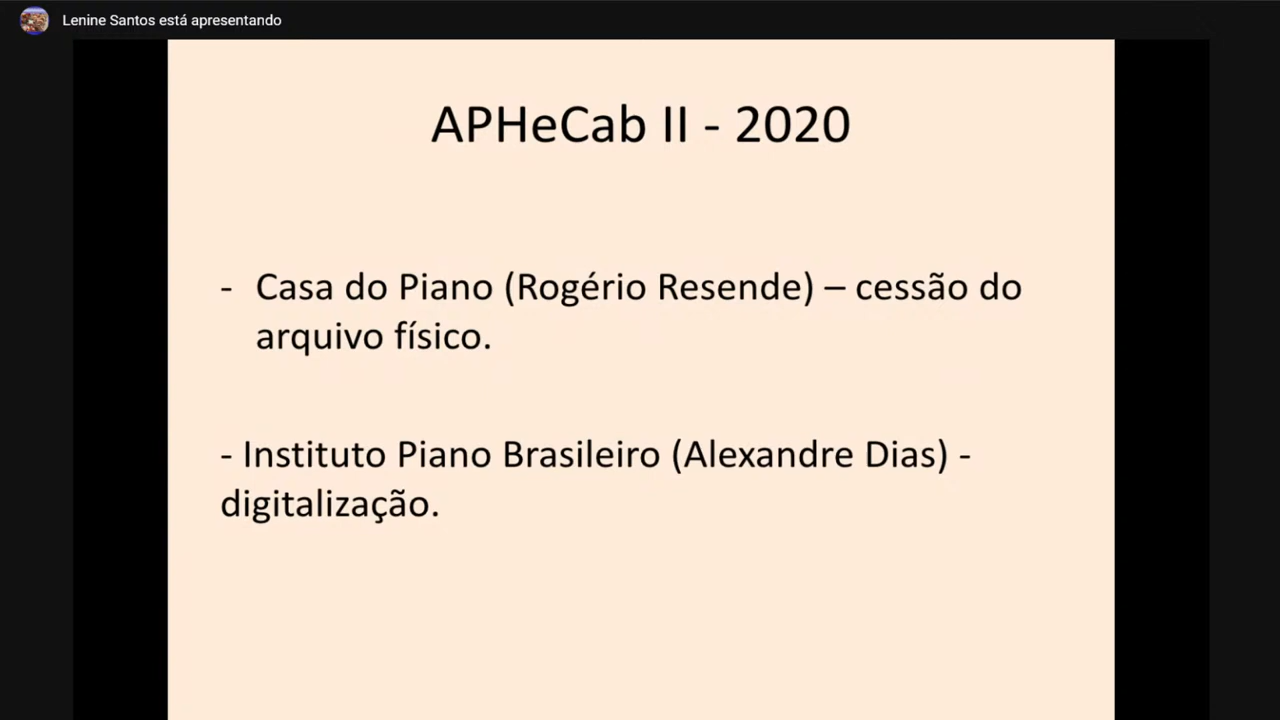 Lenine Santos está apresentando
APHeCab II - 2020
- Casa do Piano (Rogério Resende) – cessão do
arquivo físico.
- Instituto Piano Brasileiro (Alexandre Dias) -
digitalização.